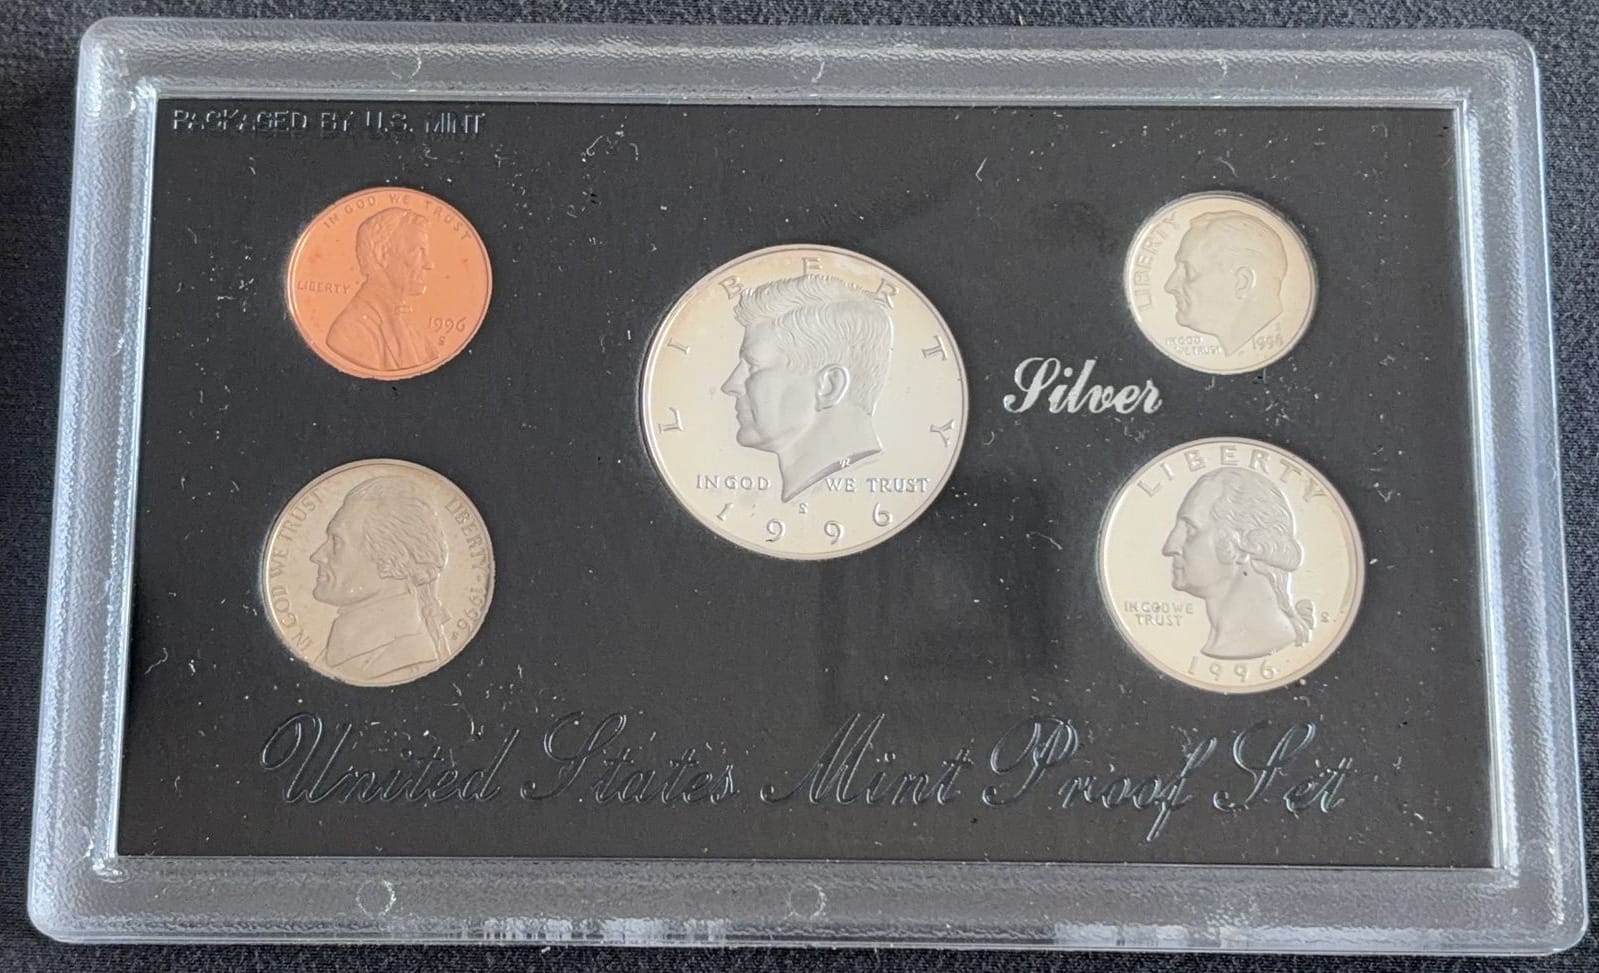 PACKAGED BY U.S. MINT
IN GOD WE TRUST
LIBERTY
1996
S
LIBERTY
IN GOD WE TRUST
S
1996
LIBERTY
IN GOD
WE TRUST
1996
S
Silver
IN GOD WE TRUST
LIBERTY
1996
S
LIBERTY
IN GOD WE
TRUST
S
1996
United States Mint Proof Set